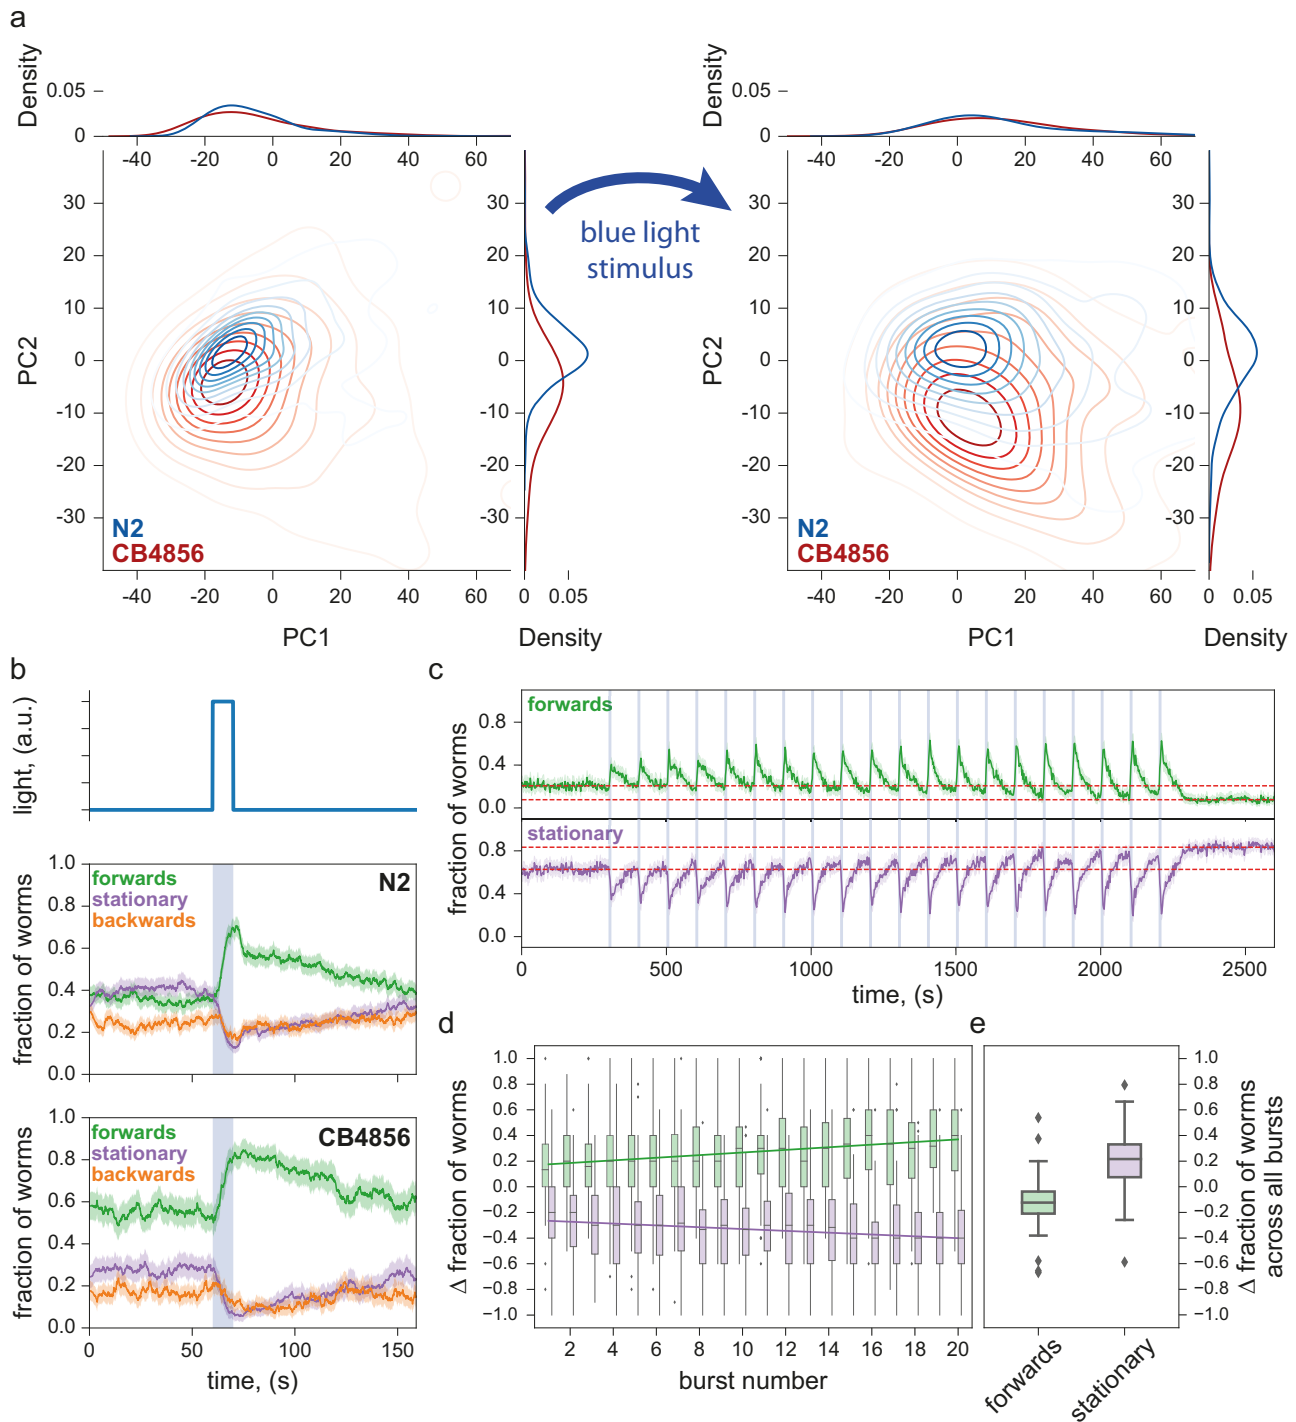 a
Density
0.05
0
-40 -20 0 20 40 60
PC2
30
20
10
0
-10
-20
-30
N2
CB4856
-40 -20 0 20 40 60
PC1
0 0.05
Density
blue light
stimulus
Density
0.05
0
-40 -20 0 20 40 60
PC2
30
20
10
0
-10
-20
-30
N2
CB4856
-40 -20 0 20 40 60
PC1
30
20
10
0
-10
-20
-30
0 0.05
Density
b
light, (a.u.)
fraction of worms
1.0
0.8
0.6
0.4
0.2
0.0
forwards
stationary
backwards
N2
fraction of worms
1.0
0.8
0.6
0.4
0.2
0.0
forwards
stationary
backwards
CB4856
0 50 100 150
time, (s)
c
fraction of worms
0.8
0.4
0.0
forwards
0.8
0.4
0.0
stationary
0 500 1000 1500 2000 2500
time, (s)
d
Δ fraction of worms
1.0
0.8
0.6
0.4
0.2
0.0
−0.2
−0.4
−0.6
−0.8
−1.0
2 4 6 8 10 12 14 16 18 20
burst number
e
1.0
0.8
0.6
0.4
0.2
0.0
−0.2
−0.4
−0.6
−0.8
−1.0
Δ fraction of worms
across all bursts
forwards
stationary